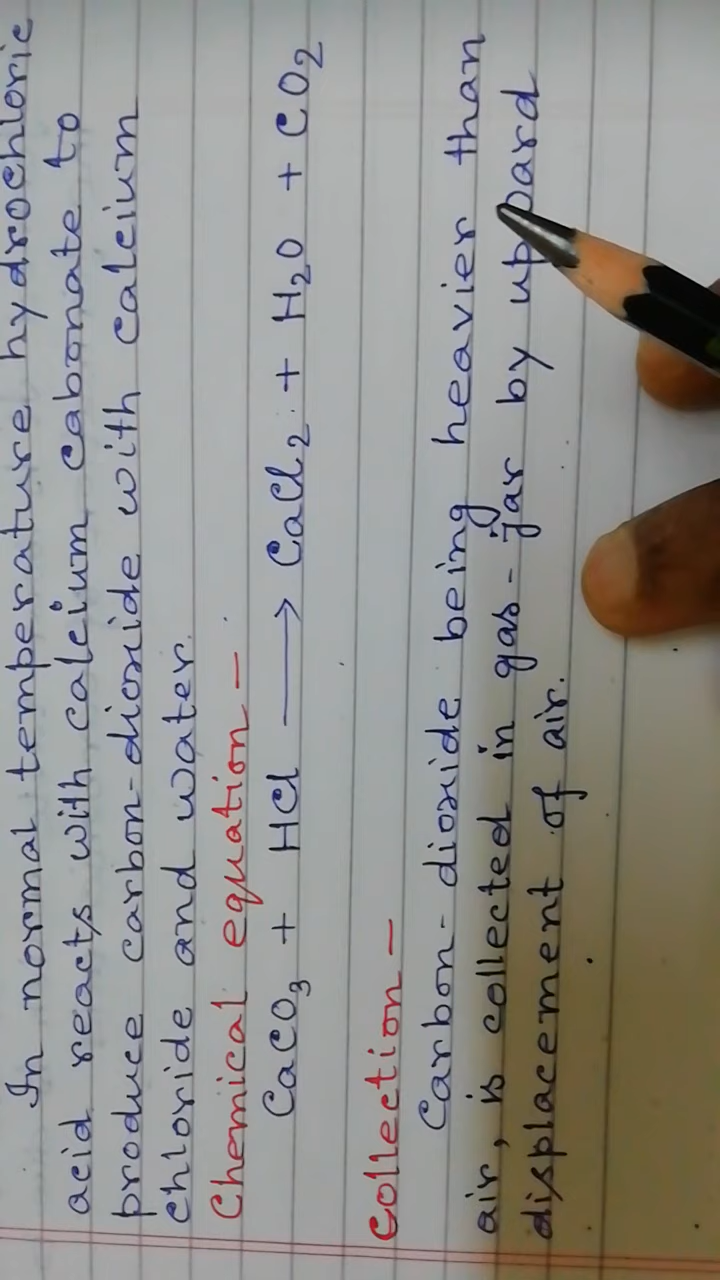 In normal temperature hydrochloric
acid reacts with calcium cabonate to
produce carbon-dioxide with calcium
chloride and water.
Chemical equation -
CaCO₃ + HCl ⟶ CaCl₂ + H₂O + CO₂
Collection -
Carbon-dioxide being heavier than
air, is collected in gas-jar by upward
displacement of air.